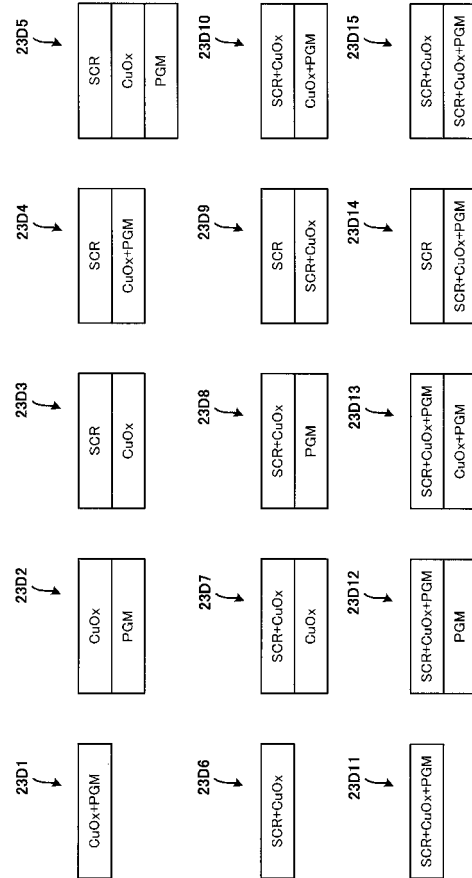 23D1
CuOx+PGM
23D2
CuOx
PGM
23D3
SCR
CuOx
23D4
SCR
CuOx+PGM
23D5
SCR
CuOx
PGM
23D6
SCR+CuOx
23D7
SCR+CuOx
CuOx
23D8
SCR+CuOx
PGM
23D9
SCR
SCR+CuOx
23D10
SCR+CuOx
CuOx+PGM
23D11
SCR+CuOx+PGM
23D12
SCR+CuOx+PGM
PGM
23D13
SCR+CuOx+PGM
CuOx+PGM
23D14
SCR
SCR+CuOx+PGM
23D15
SCR+CuOx
SCR+CuOx+PGM